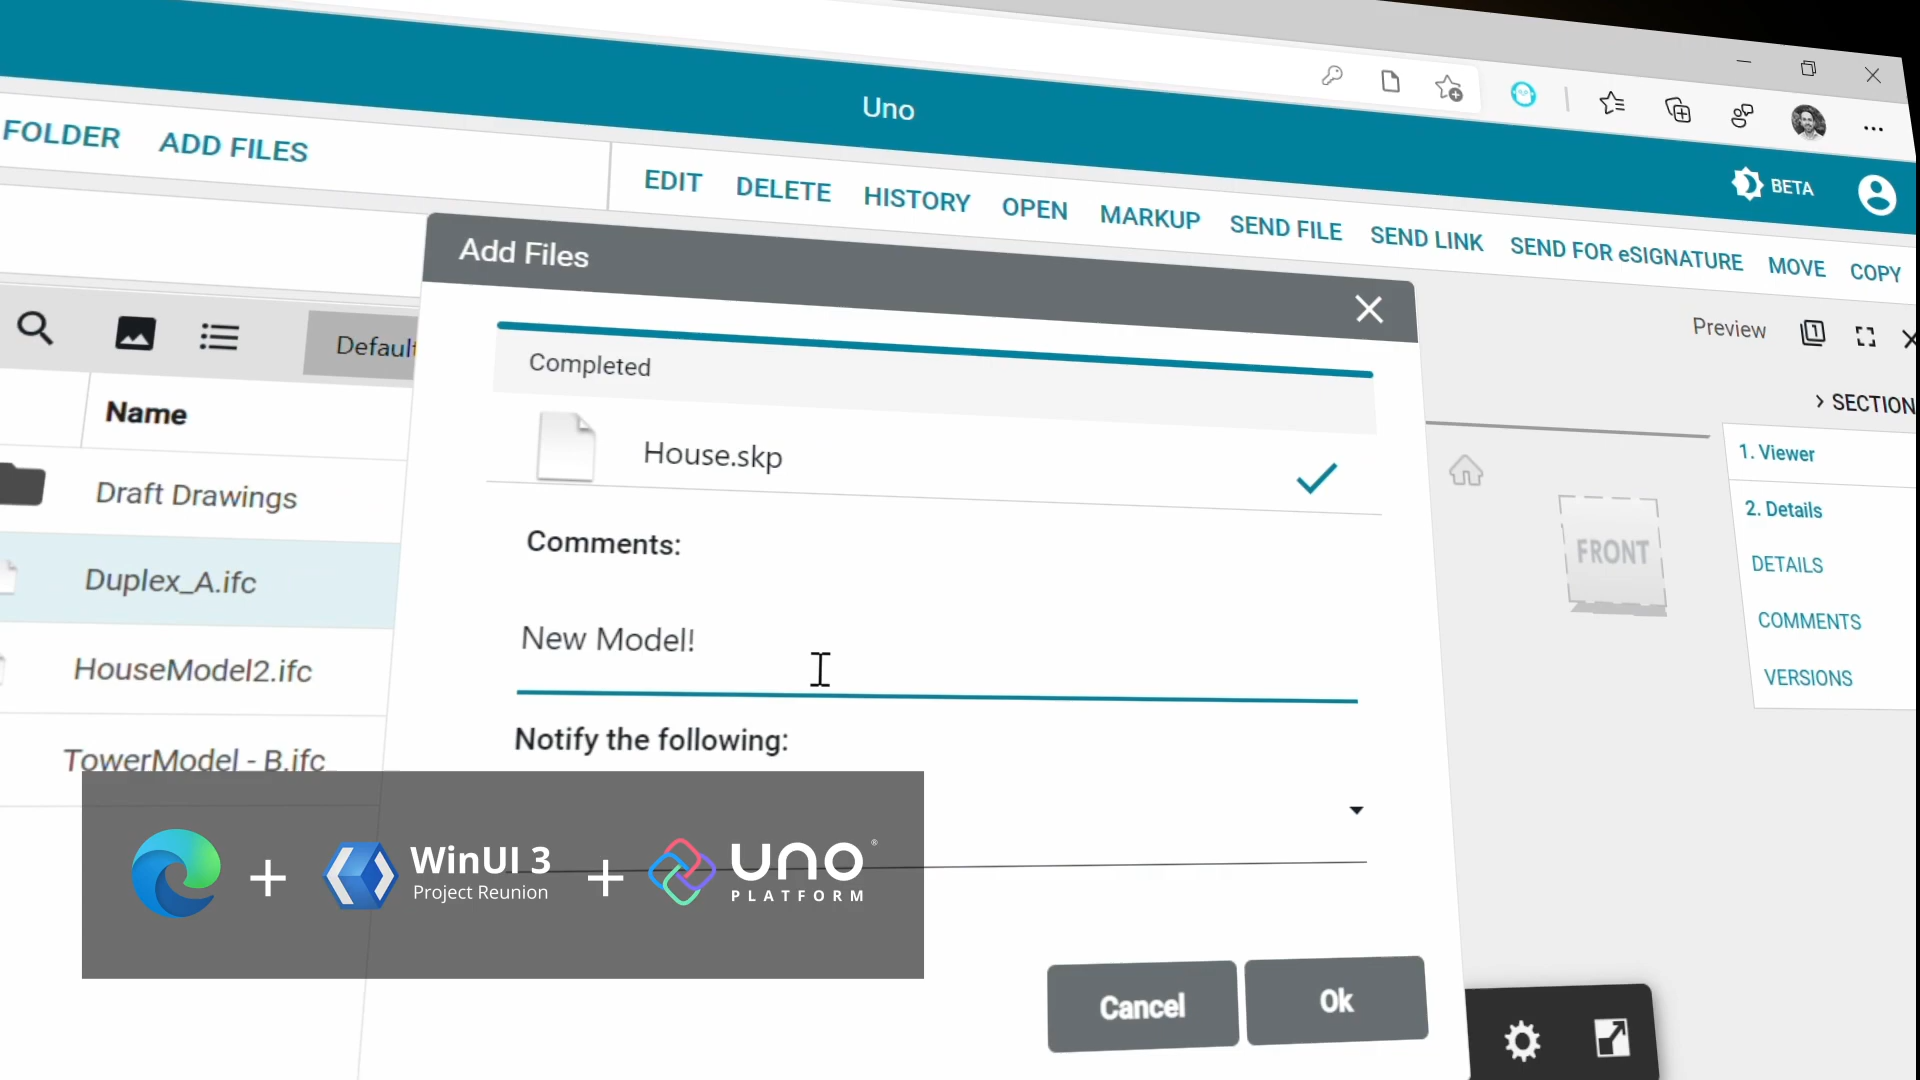 Uno
BETA
FOLDER ADD FILES
EDIT DELETE HISTORY OPEN MARKUP SEND FILE SEND LINK SEND FOR eSIGNATURE MOVE COPY
Add Files
Preview
Default
Completed
> SECTION
Name
House.skp
1. Viewer
Draft Drawings
2. Details
FRONT
DETAILS
Comments:
Duplex_A.ifc
COMMENTS
New Model!
HouseModel2.ifc
VERSIONS
Notify the following:
TowerModel - B.ifc
+ WinUI 3 + UNO®
Project Reunion PLATFORM
Cancel Ok